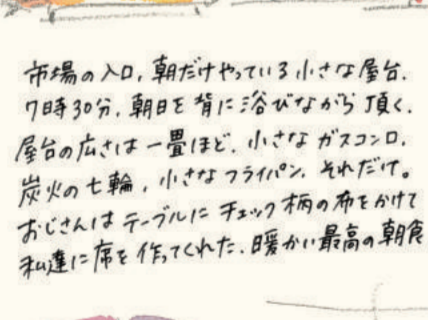 市場の入口，朝だけやっている小さな屋台．
7時30分．朝日を背に浴びながら頂く．
屋台の広さは一畳ほど．小さなガスコンロ．
炭火の七輪，小さなフライパン．それだけ。
おじさんはテーブルにチェック柄の布をかけて
私達に席を作ってくれた．暖かい最高の朝食